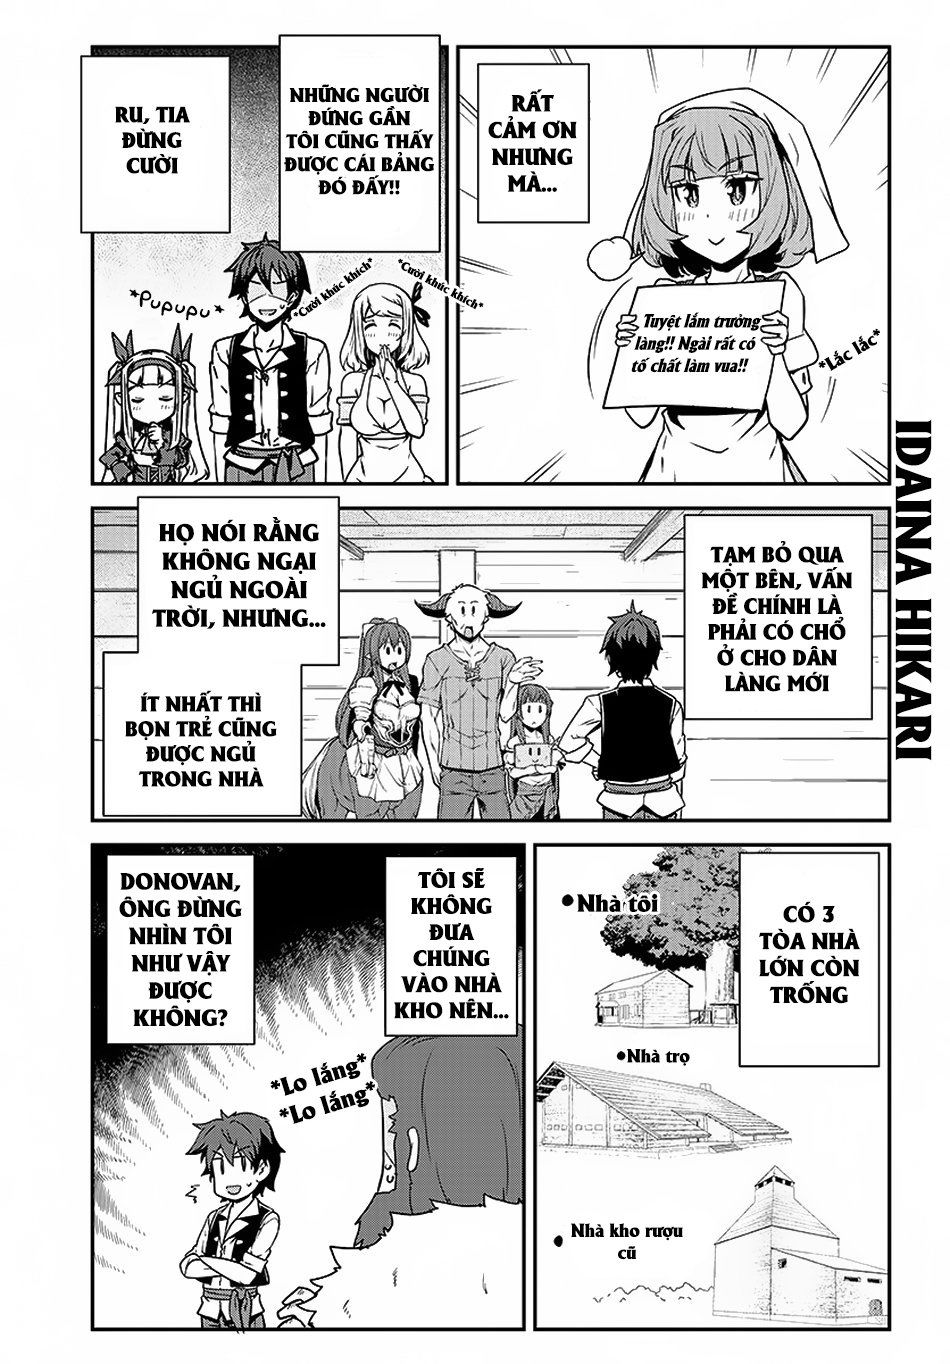 RẤT
CẢM ƠN
NHƯNG
MÀ...
Tuyệt lắm trưởng
làng!! Ngài rất có
tố chất làm vua!!
*Lắc lắc*
NHỮNG NGƯỜI
ĐỨNG GẦN
TÔI CŨNG THẤY
ĐƯỢC CÁI BẢNG
ĐÓ ĐẤY!!
RU, TIA
ĐỪNG
CƯỜI
*Cười khúc khích*
*Cười khúc khích*
*Pupupu*
IDAINA HIKARI
TẠM BỎ QUA
MỘT BÊN, VẤN
ĐỀ CHÍNH LÀ
PHẢI CÓ CHỔ
Ở CHO DÂN
LÀNG MỚI
HỌ NÓI RẰNG
KHÔNG NGẠI
NGỦ NGOÀI
TRỜI, NHƯNG...
ÍT NHẤT THÌ
BỌN TRẺ CŨNG
ĐƯỢC NGỦ
TRONG NHÀ
CÓ 3
TÒA NHÀ
LỚN CÒN
TRỐNG
•Nhà tôi
•Nhà trọ
• Nhà kho rượu
cũ
TÔI SẼ
KHÔNG
ĐƯA
CHÚNG
VÀO NHÀ
KHO NÊN...
DONOVAN,
ÔNG ĐỪNG
NHÌN TÔI
NHƯ VẬY
ĐƯỢC
KHÔNG?
*Lo lắng*
*Lo lắng*